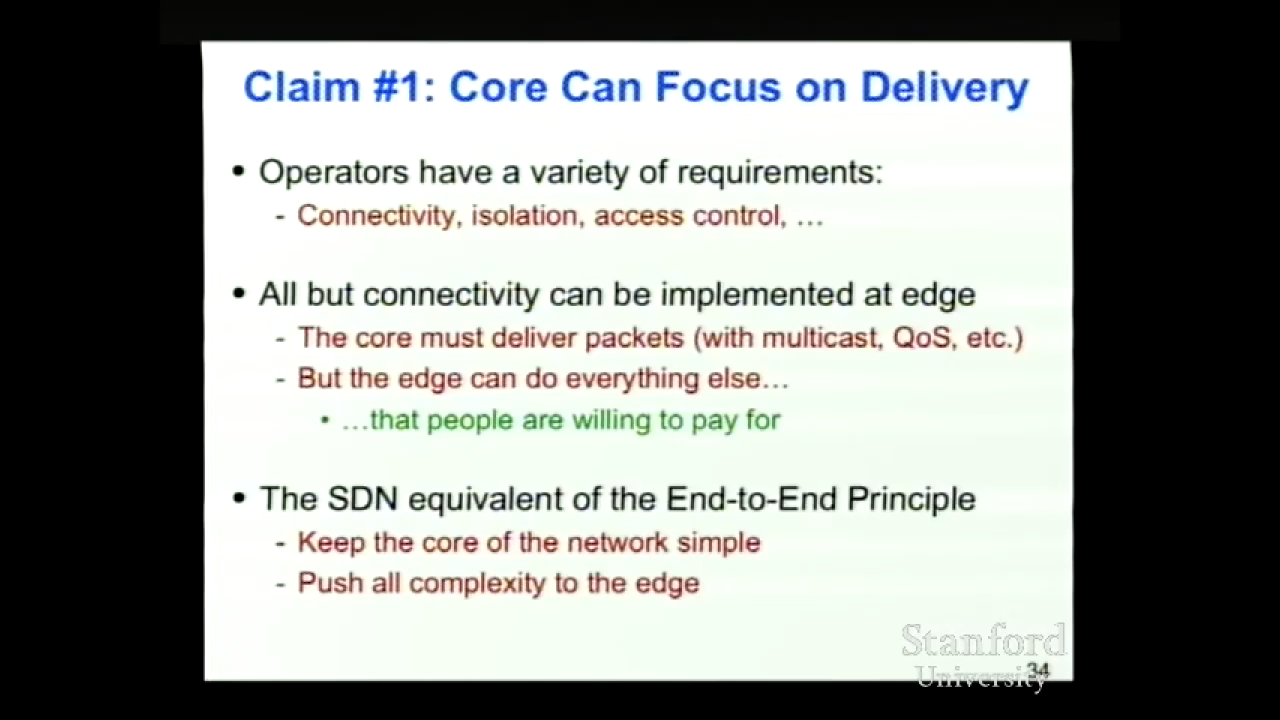 Claim #1: Core Can Focus on Delivery
• Operators have a variety of requirements:
- Connectivity, isolation, access control, …
• All but connectivity can be implemented at edge
- The core must deliver packets (with multicast, QoS, etc.)
- But the edge can do everything else…
• …that people are willing to pay for
• The SDN equivalent of the End-to-End Principle
- Keep the core of the network simple
- Push all complexity to the edge
Stanford
University
34